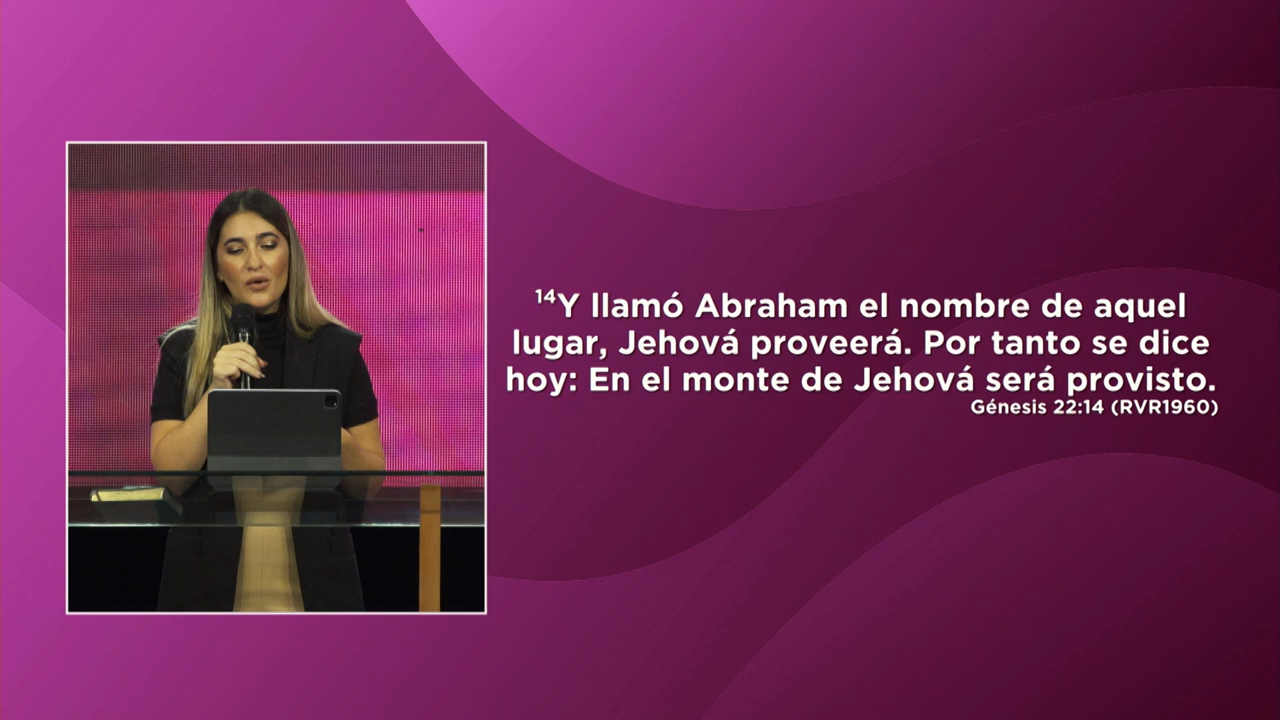 ¹⁴Y llamó Abraham el nombre de aquel
lugar, Jehová proveerá. Por tanto se dice
hoy: En el monte de Jehová será provisto.
Génesis 22:14 (RVR1960)